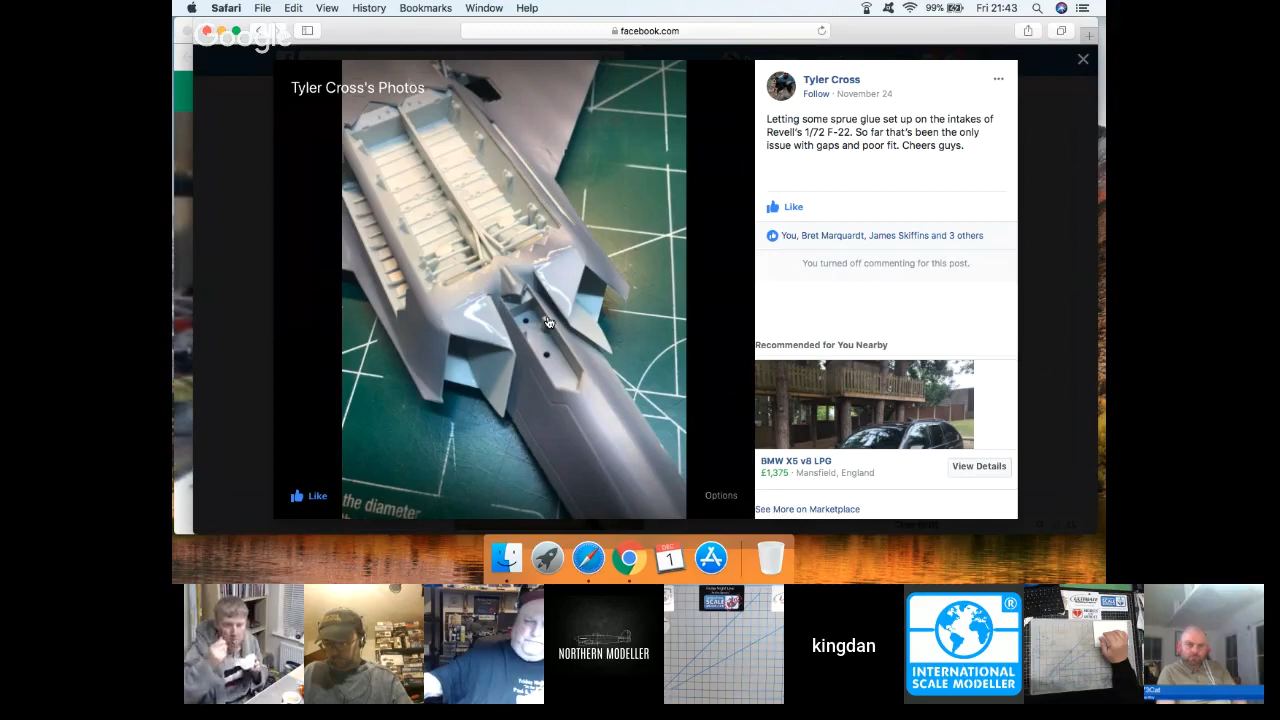 Safari File Edit View History Bookmarks Window Help
99% Fri 21:43
Google
facebook.com
Tyler Cross's Photos
Tyler Cross
Follow · November 24
Letting some sprue glue set up on the intakes of
Revell's 1/72 F-22. So far that's been the only
issue with gaps and poor fit. Cheers guys.
Like
You, Bret Marquardt, James Skiffins and 3 others
You turned off commenting for this post.
Recommended for You Nearby
BMW X5 v8 LPG
£1,375 · Mansfield, England
View Details
See More on Marketplace
Like
Options
the diameter
DEC
1
NORTHERN MODELLER
SCALE
kingdan
®
INTERNATIONAL
SCALE MODELLER